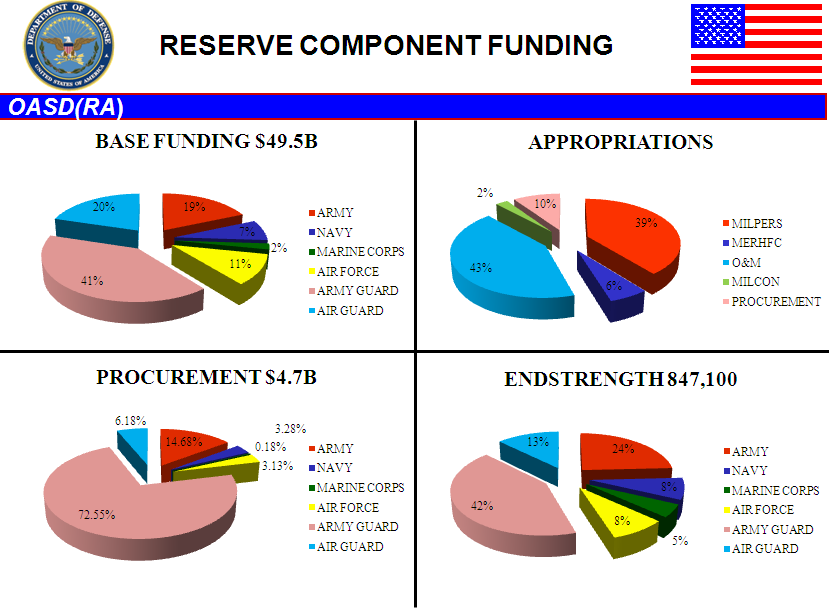 DEPARTMENT OF DEFENSE
UNITED STATES OF AMERICA
RESERVE COMPONENT FUNDING
OASD(RA)
BASE FUNDING $49.5B
20%
19%
7%
2%
11%
41%
ARMY
NAVY
MARINE CORPS
AIR FORCE
ARMY GUARD
AIR GUARD
APPROPRIATIONS
2%
10%
39%
43%
6%
MILPERS
MERHFC
O&M
MILCON
PROCUREMENT
PROCUREMENT $4.7B
6.18%
14.68%
3.28%
0.18%
3.13%
72.55%
ARMY
NAVY
MARINE CORPS
AIR FORCE
ARMY GUARD
AIR GUARD
ENDSTRENGTH 847,100
13%
24%
8%
42%
8%
5%
ARMY
NAVY
MARINE CORPS
AIR FORCE
ARMY GUARD
AIR GUARD